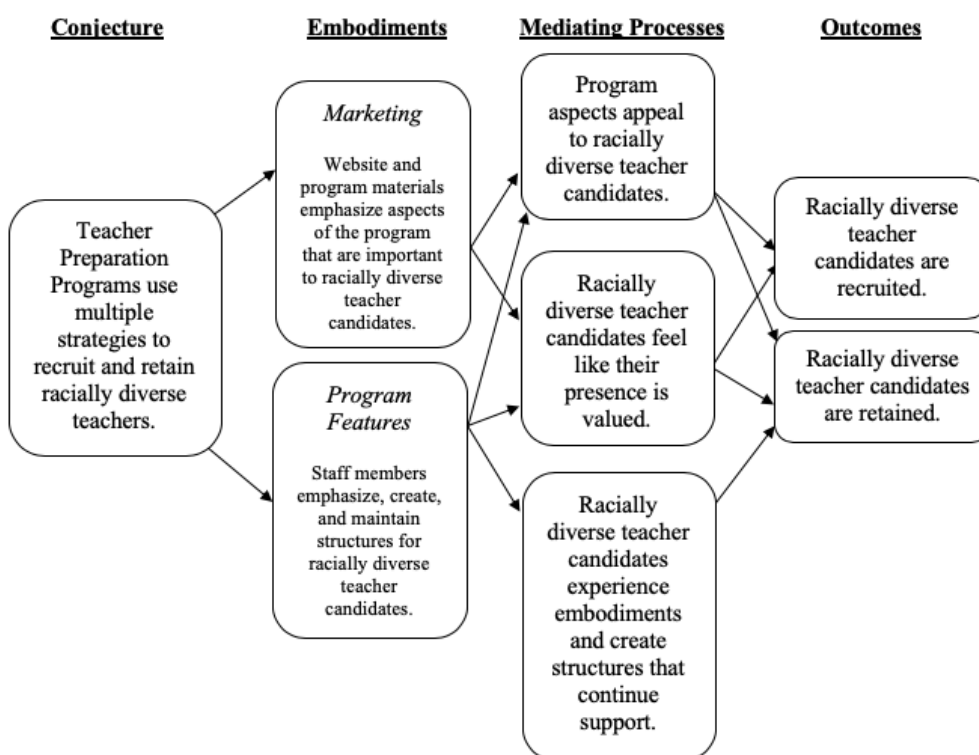 Conjecture
Embodiments
Mediating Processes
Outcomes
Teacher
Preparation
Programs use
multiple
strategies to
recruit and retain
racially diverse
teachers.
Marketing
Website and
program materials
emphasize aspects
of the program
that are important
to racially diverse
teacher
candidates.
Program
Features
Staff members
emphasize, create,
and maintain
structures for
racially diverse
teacher
candidates.
Program
aspects appeal
to racially
diverse teacher
candidates.
Racially
diverse teacher
candidates feel
like their
presence is
valued.
Racially
diverse teacher
candidates
experience
embodiments
and create
structures that
continue
support.
Racially diverse
teacher
candidates are
recruited.
Racially diverse
teacher candidates
are retained.